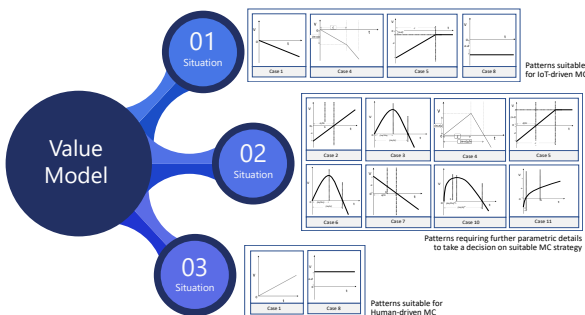 Value
Model
01
Situation
02
Situation
03
Situation
Case 1
Case 4
Case 5
Case 8
Patterns suitable
for IoT-driven MC
Case 2
Case 3
Case 4
Case 5
Case 6
Case 7
Case 10
Case 11
Patterns requiring further parametric details
to take a decision on suitable MC strategy
Case 1
Case 8
Patterns suitable for
Human-driven MC